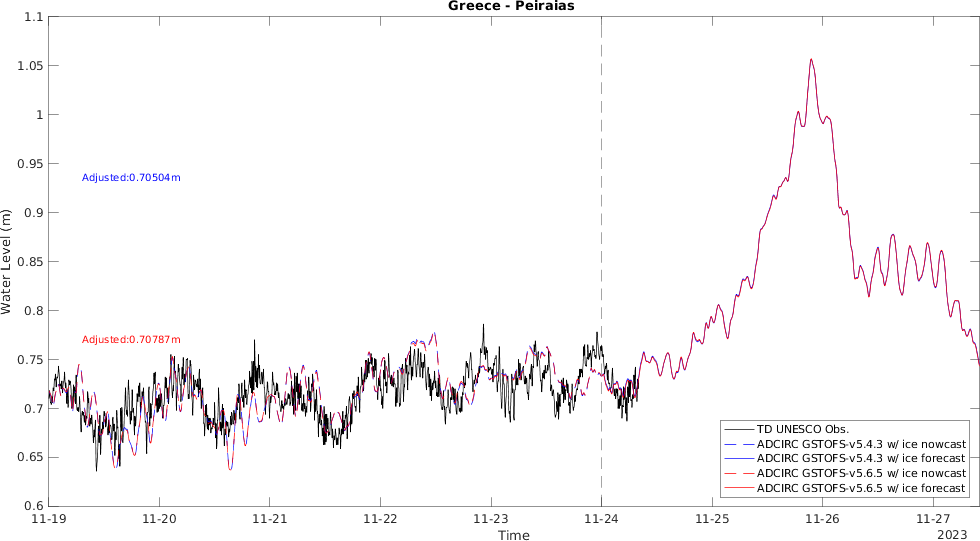 Greece - Peiraias
1.1
1.05
1
0.95
0.9
0.85
0.8
0.75
0.7
0.65
0.6
Water Level (m)
Adjusted:0.70504m
Adjusted:0.70787m
TD UNESCO Obs.
ADCIRC GSTOFS-v5.4.3 w/ ice nowcast
ADCIRC GSTOFS-v5.4.3 w/ ice forecast
ADCIRC GSTOFS-v5.6.5 w/ ice nowcast
ADCIRC GSTOFS-v5.6.5 w/ ice forecast
11-19 11-20 11-21 11-22 11-23 11-24 11-25 11-26 11-27
Time
2023